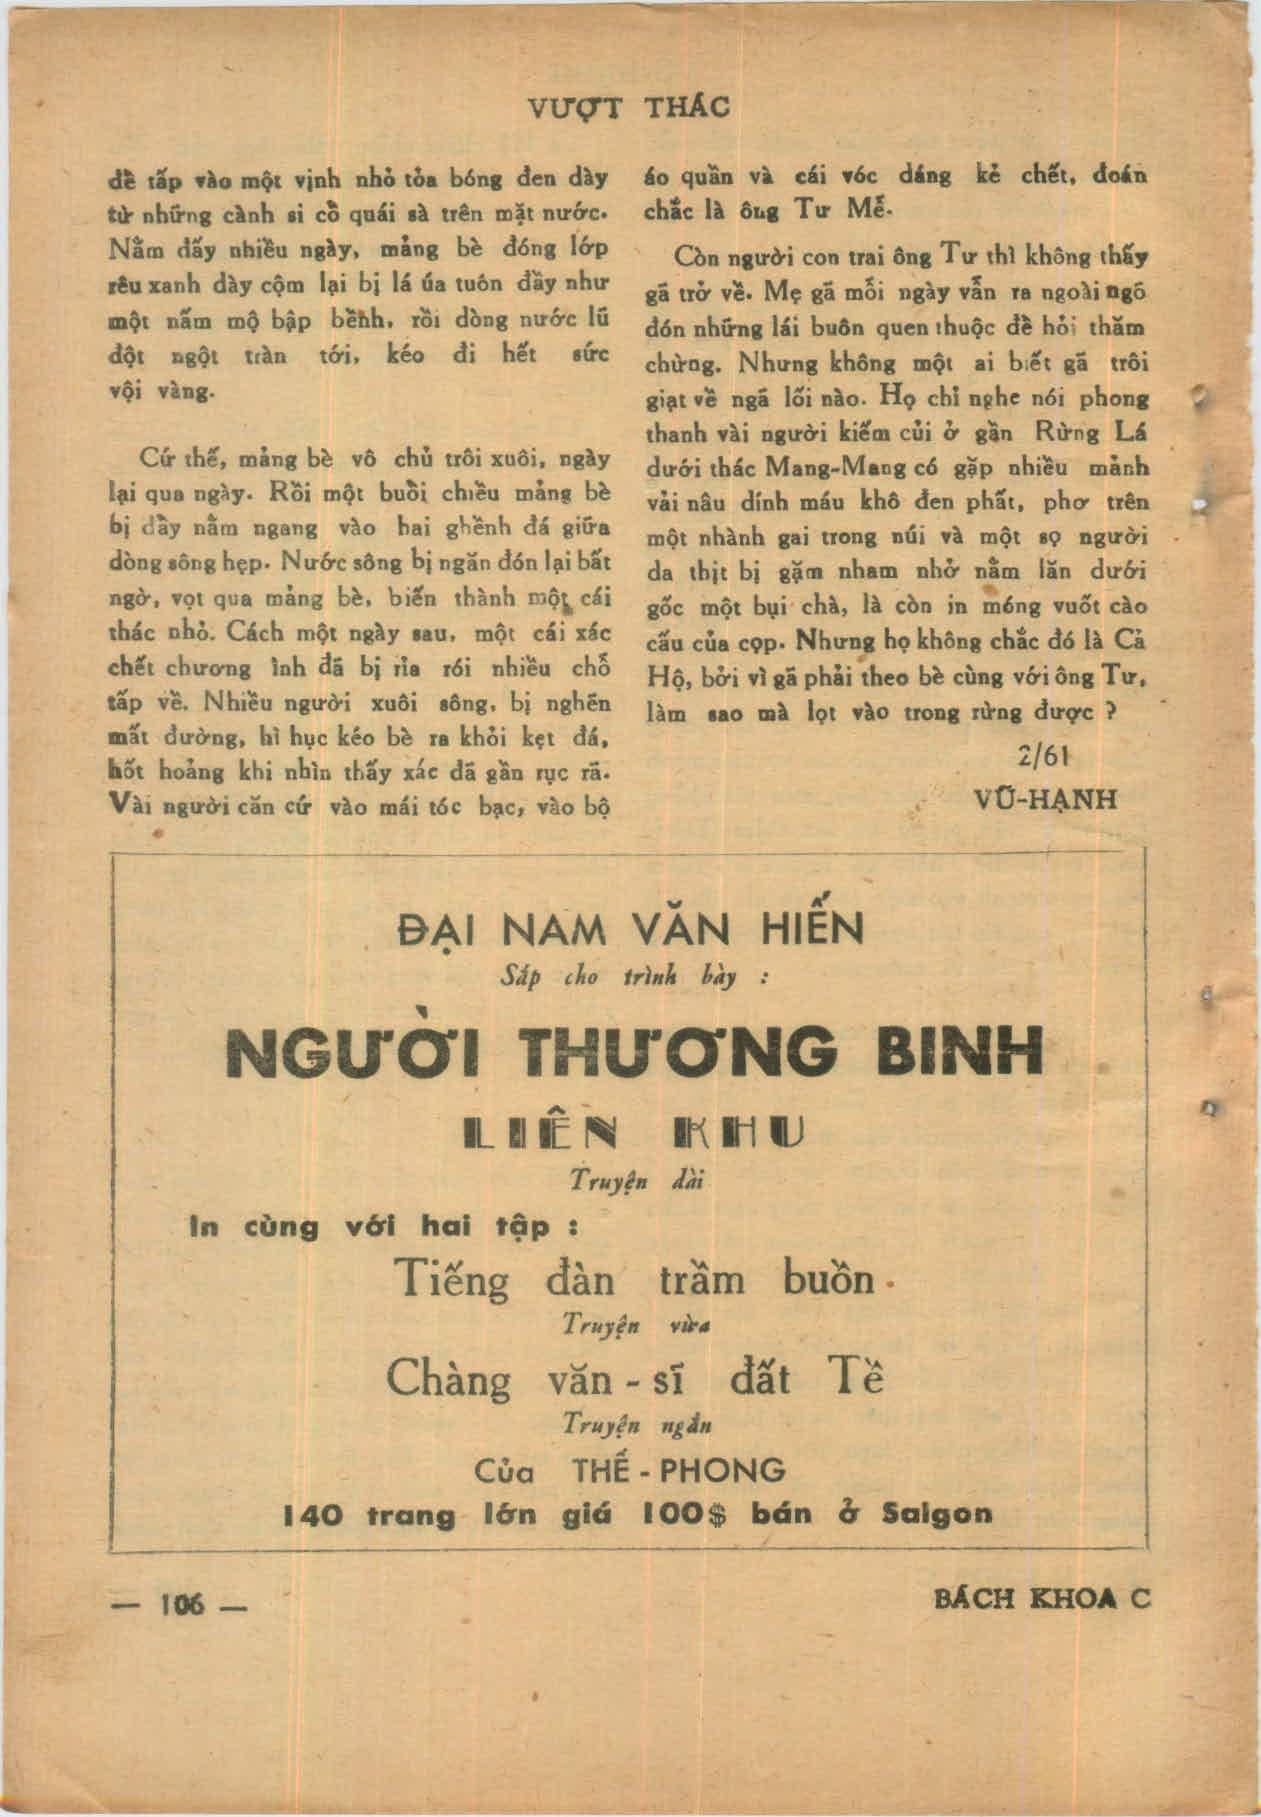 VƯỢT THÁC
để tấp vào một vịnh nhỏ tỏa bóng đen dày
từ những cành si cổ quái sà trên mặt nước.
Nằm đấy nhiều ngày, mảng bè đóng lớp
rêu xanh dày cộm lại bị lá úa tuôn đầy như
một nấm mộ bập bềnh, rồi dòng nước lũ
đột ngột tràn tới, kéo đi hết sức
vội vàng.
Cứ thế, mảng bè vô chủ trôi xuôi, ngày
lại qua ngày. Rồi một buổi chiều mảng bè
bị đầy nằm ngang vào hai ghềnh đá giữa
dòng sông hẹp. Nước sông bị ngăn đón lại bất
ngờ, vọt qua mảng bè, biến thành một cái
thác nhỏ. Cách một ngày sau, một cái xác
chết chương ình đã bị rỉa rói nhiều chỗ
tấp về. Nhiều người xuôi sông, bị nghẽn
mất đường, hì hục kéo bè ra khỏi kẹt đá,
hốt hoảng khi nhìn thấy xác đã gần rục rã.
Vài người căn cứ vào mái tóc bạc, vào bộ
áo quần và cái vóc dáng kẻ chết, đoán
chắc là ông Tư Mễ.
Còn người con trai ông Tư thì không thấy
gã trở về. Mẹ gã mỗi ngày vẫn ra ngoài ngõ
đón những lái buôn quen thuộc để hỏi thăm
chừng. Nhưng không một ai biết gã trôi
giạt về ngã lối nào. Họ chỉ nghe nói phong
thanh vài người kiếm củi ở gần Rừng Lá
dưới thác Mang-Mang có gặp nhiều mảnh
vải nâu dính máu khô đen phất, phơ trên
một nhành gai trong núi và một sọ người
da thịt bị gặm nham nhở nằm lăn dưới
gốc một bụi chà, là còn in móng vuốt cào
cấu của cọp. Nhưng họ không chắc đó là Cả
Hộ, bởi vì gã phải theo bè cùng với ông Tư,
làm sao mà lọt vào trong rừng được ?
2/61
VŨ-HẠNH
ĐẠI NAM VĂN HIẾN
Sắp cho trình bày :
NGƯỜI THƯƠNG BINH
LIÊN KHU
Truyện dài
In cùng với hai tập :
Tiếng đàn trầm buồn
Truyện vừa
Chàng văn-sĩ đất Tề
Truyện ngắn
Của THẾ-PHONG
140 trang lớn giá 100$ bán ở Saigon
— 106 —
BÁCH KHOA C